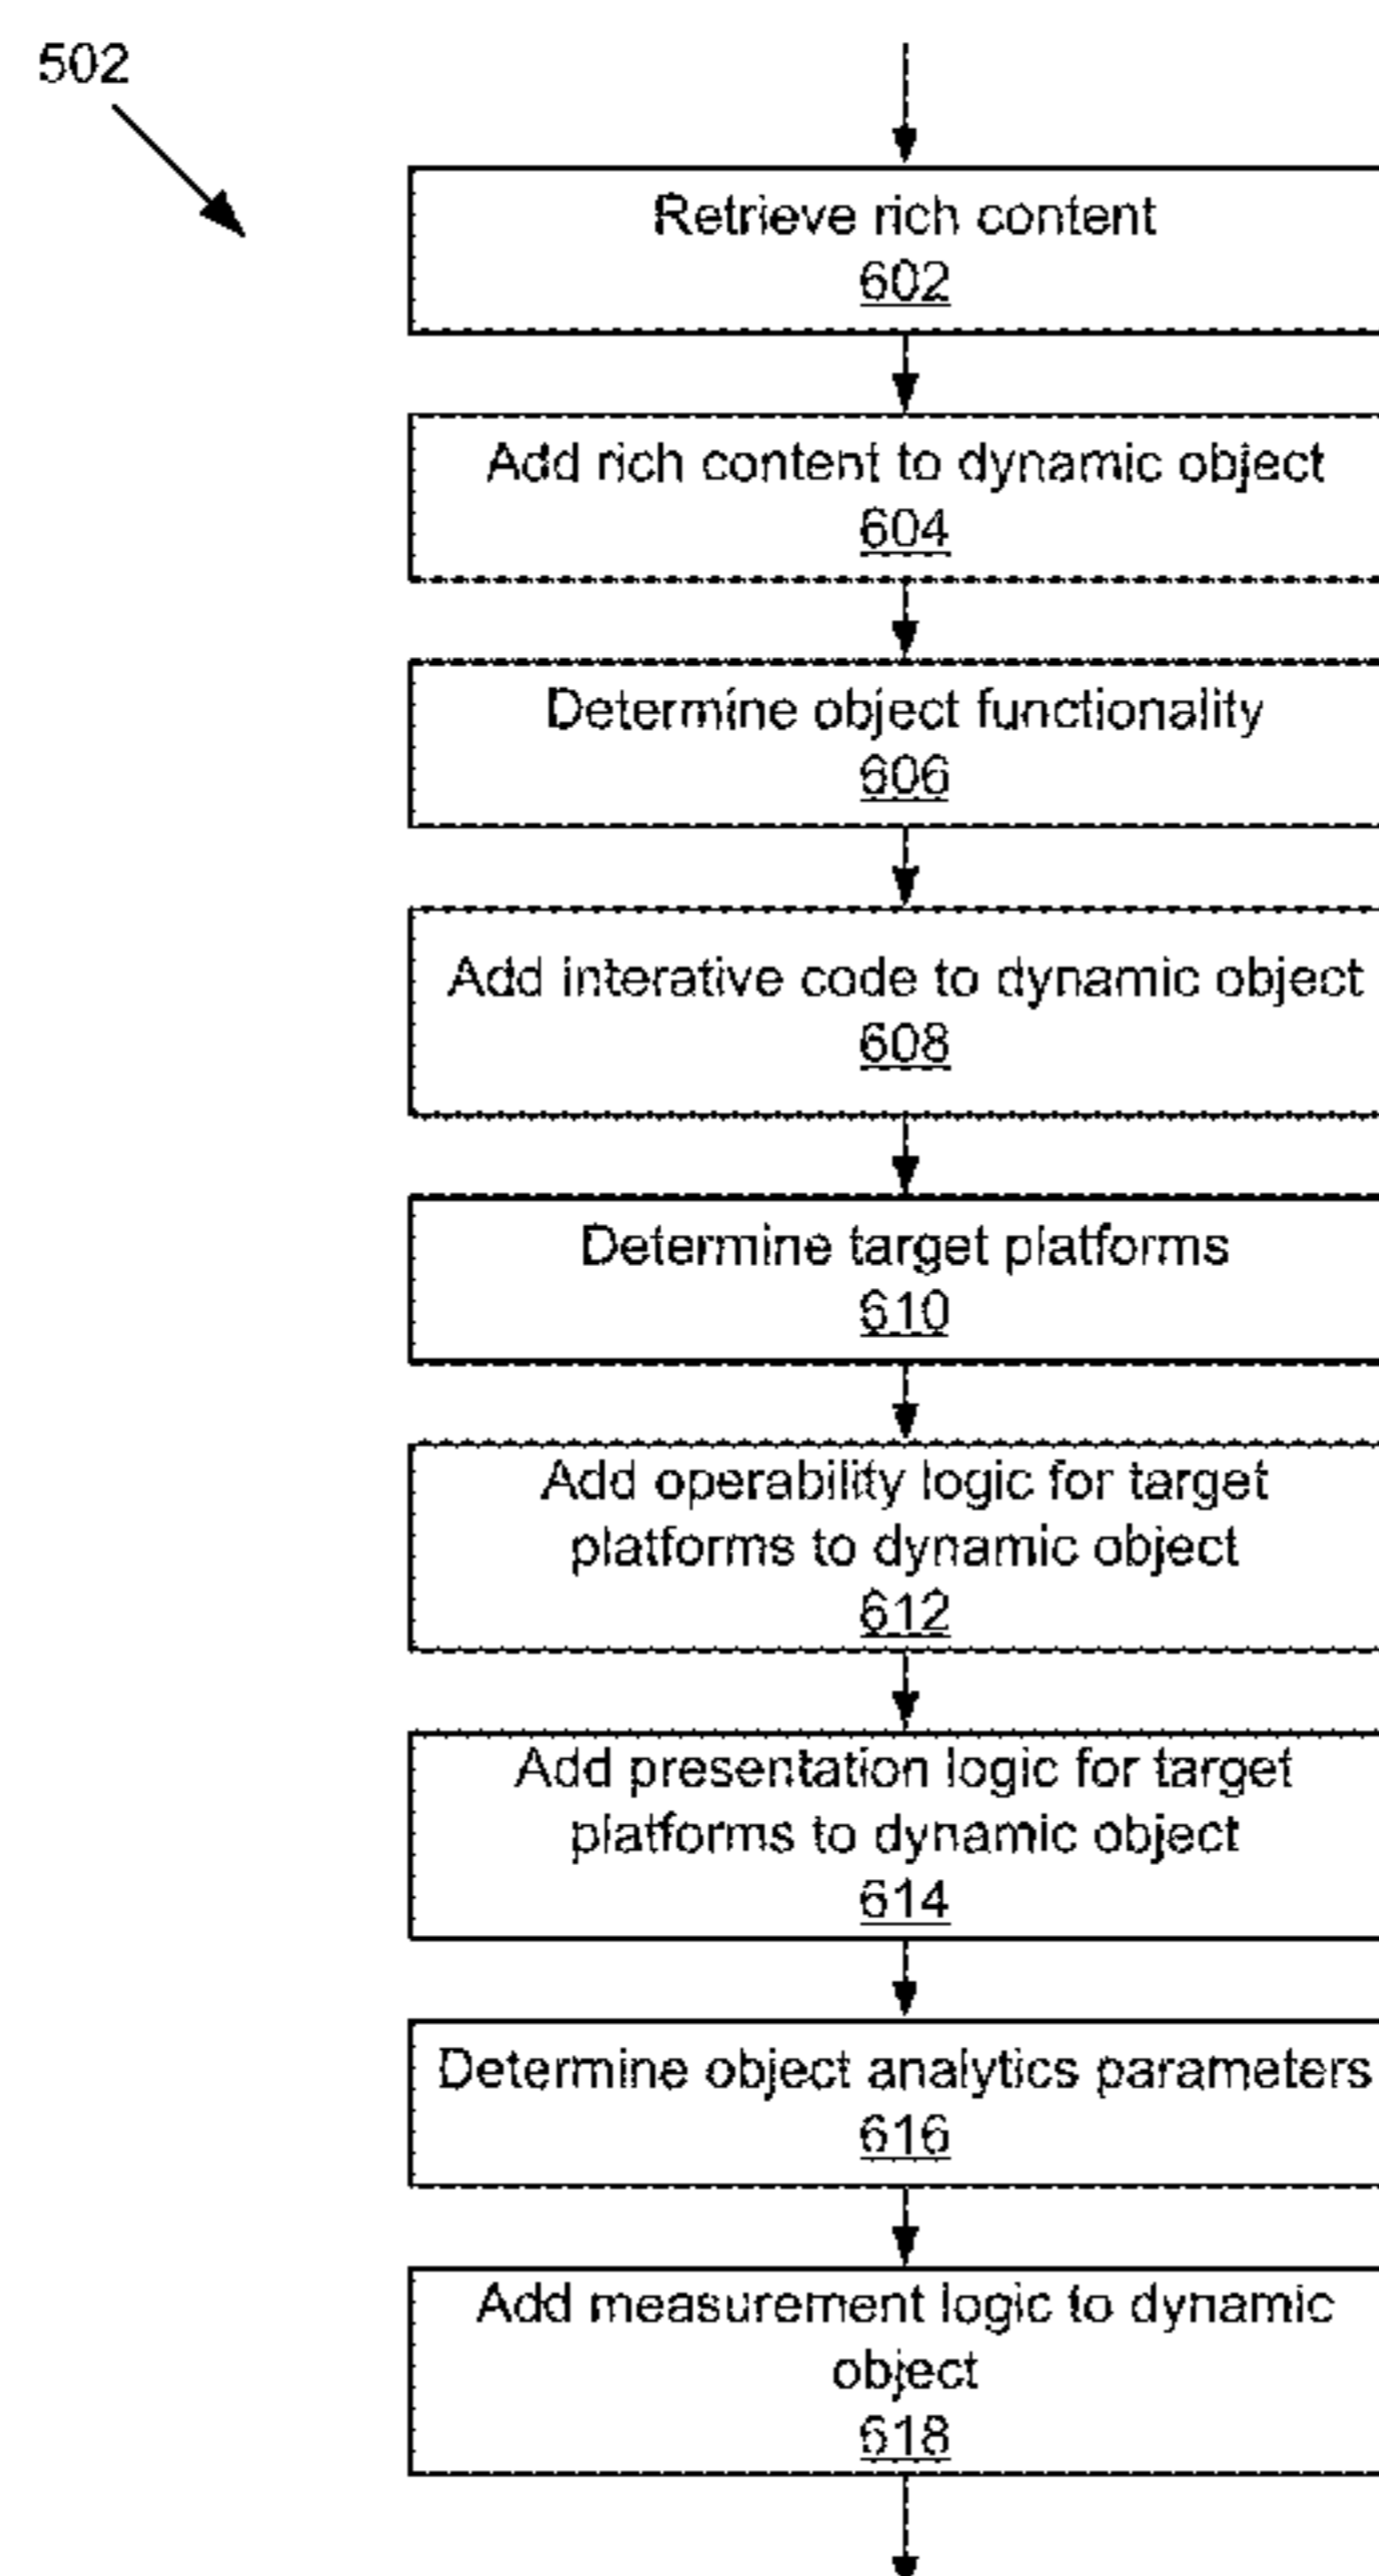 502
Retrieve rich content
602
Add rich content to dynamic object
604
Determine object functionality
606
Add interative code to dynamic object
608
Determine target platforms
610
Add operability logic for target
platforms to dynamic object
612
Add presentation logic for target
platforms to dynamic object
614
Determine object analytics parameters
616
Add measurement logic to dynamic
object
618